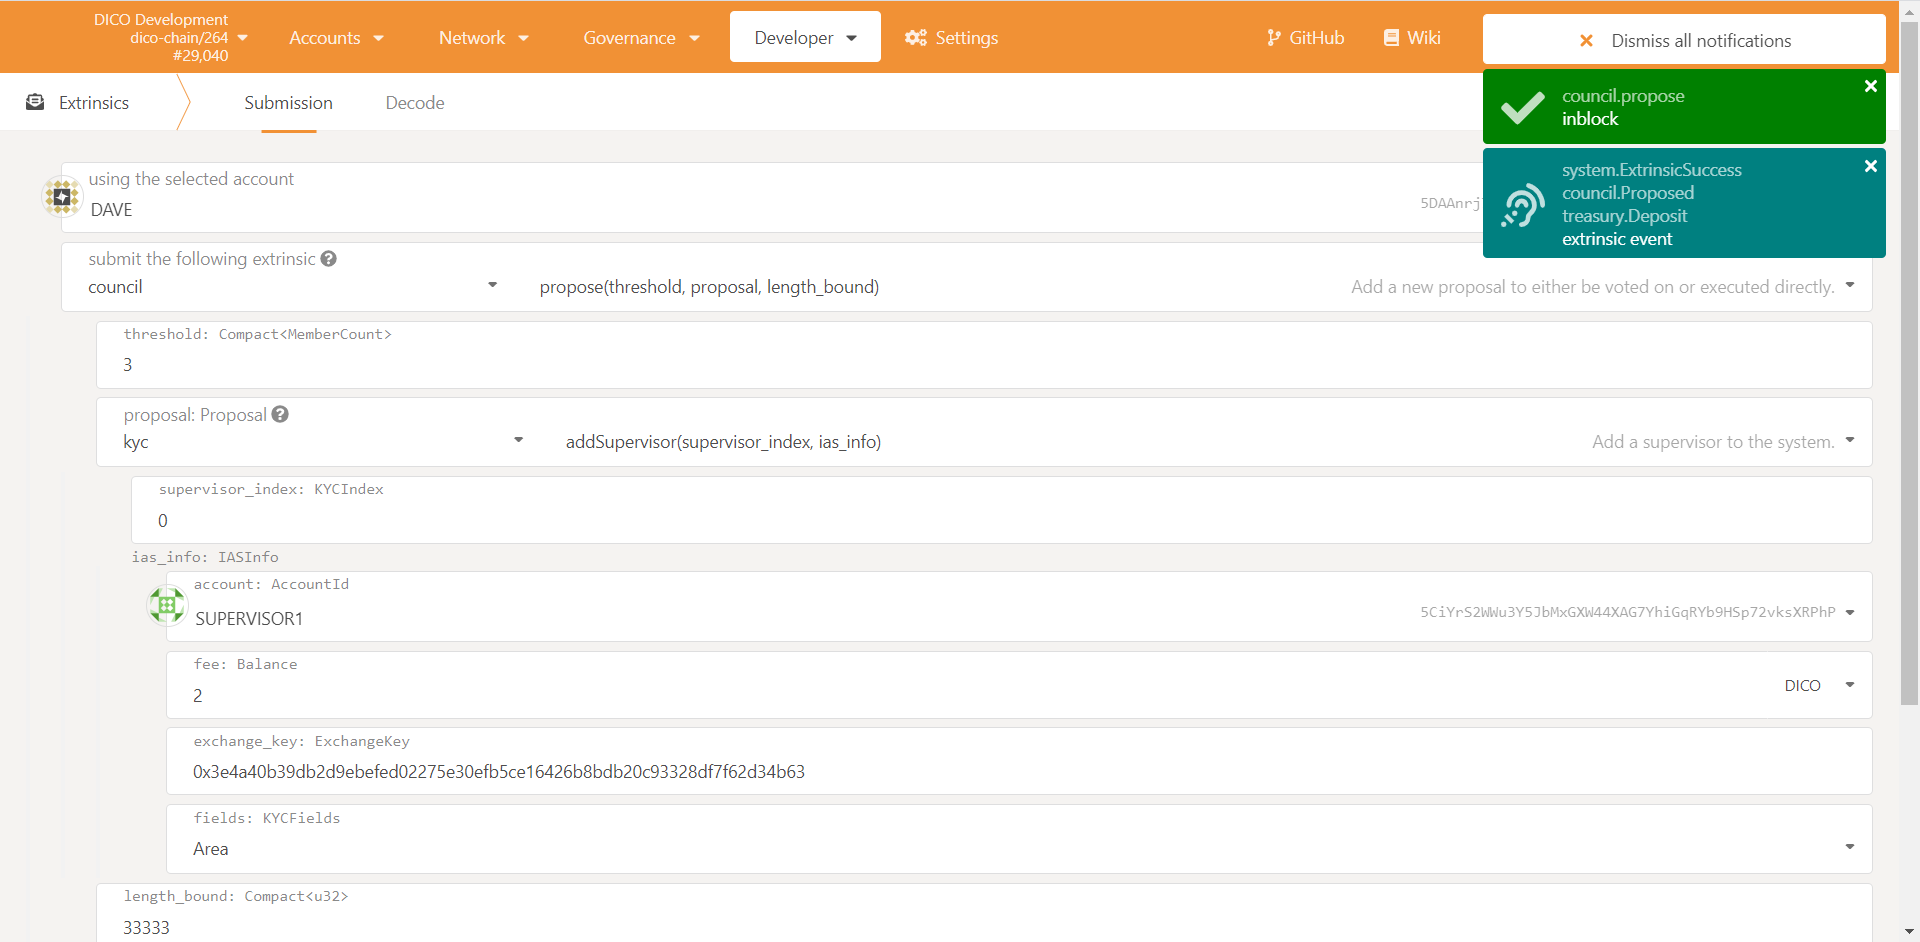 DICO Development
dico-chain/264
#29,040
Accounts
Network
Governance
Developer
Settings
GitHub
Wiki
Dismiss all notifications
council.propose
inblock
system.ExtrinsicSuccess
council.Proposed
treasury.Deposit
extrinsic event
Extrinsics
Submission
Decode
using the selected account
DAVE
5DAAnrj
submit the following extrinsic
council
propose(threshold, proposal, length_bound)
Add a new proposal to either be voted on or executed directly.
threshold: Compact<MemberCount>
3
proposal: Proposal
kyc
addSupervisor(supervisor_index, ias_info)
Add a supervisor to the system.
supervisor_index: KYCIndex
0
ias_info: IASInfo
account: AccountId
SUPERVISOR1
5CiYrS2WWu3Y5JbMxGXW44XAG7YhiGqRYb9HSp72vksXRPhP
fee: Balance
2
DICO
exchange_key: ExchangeKey
0x3e4a40b39db2d9ebefed02275e30efb5ce16426b8bdb20c93328df7f62d34b63
fields: KYCFields
Area
length_bound: Compact<u32>
33333